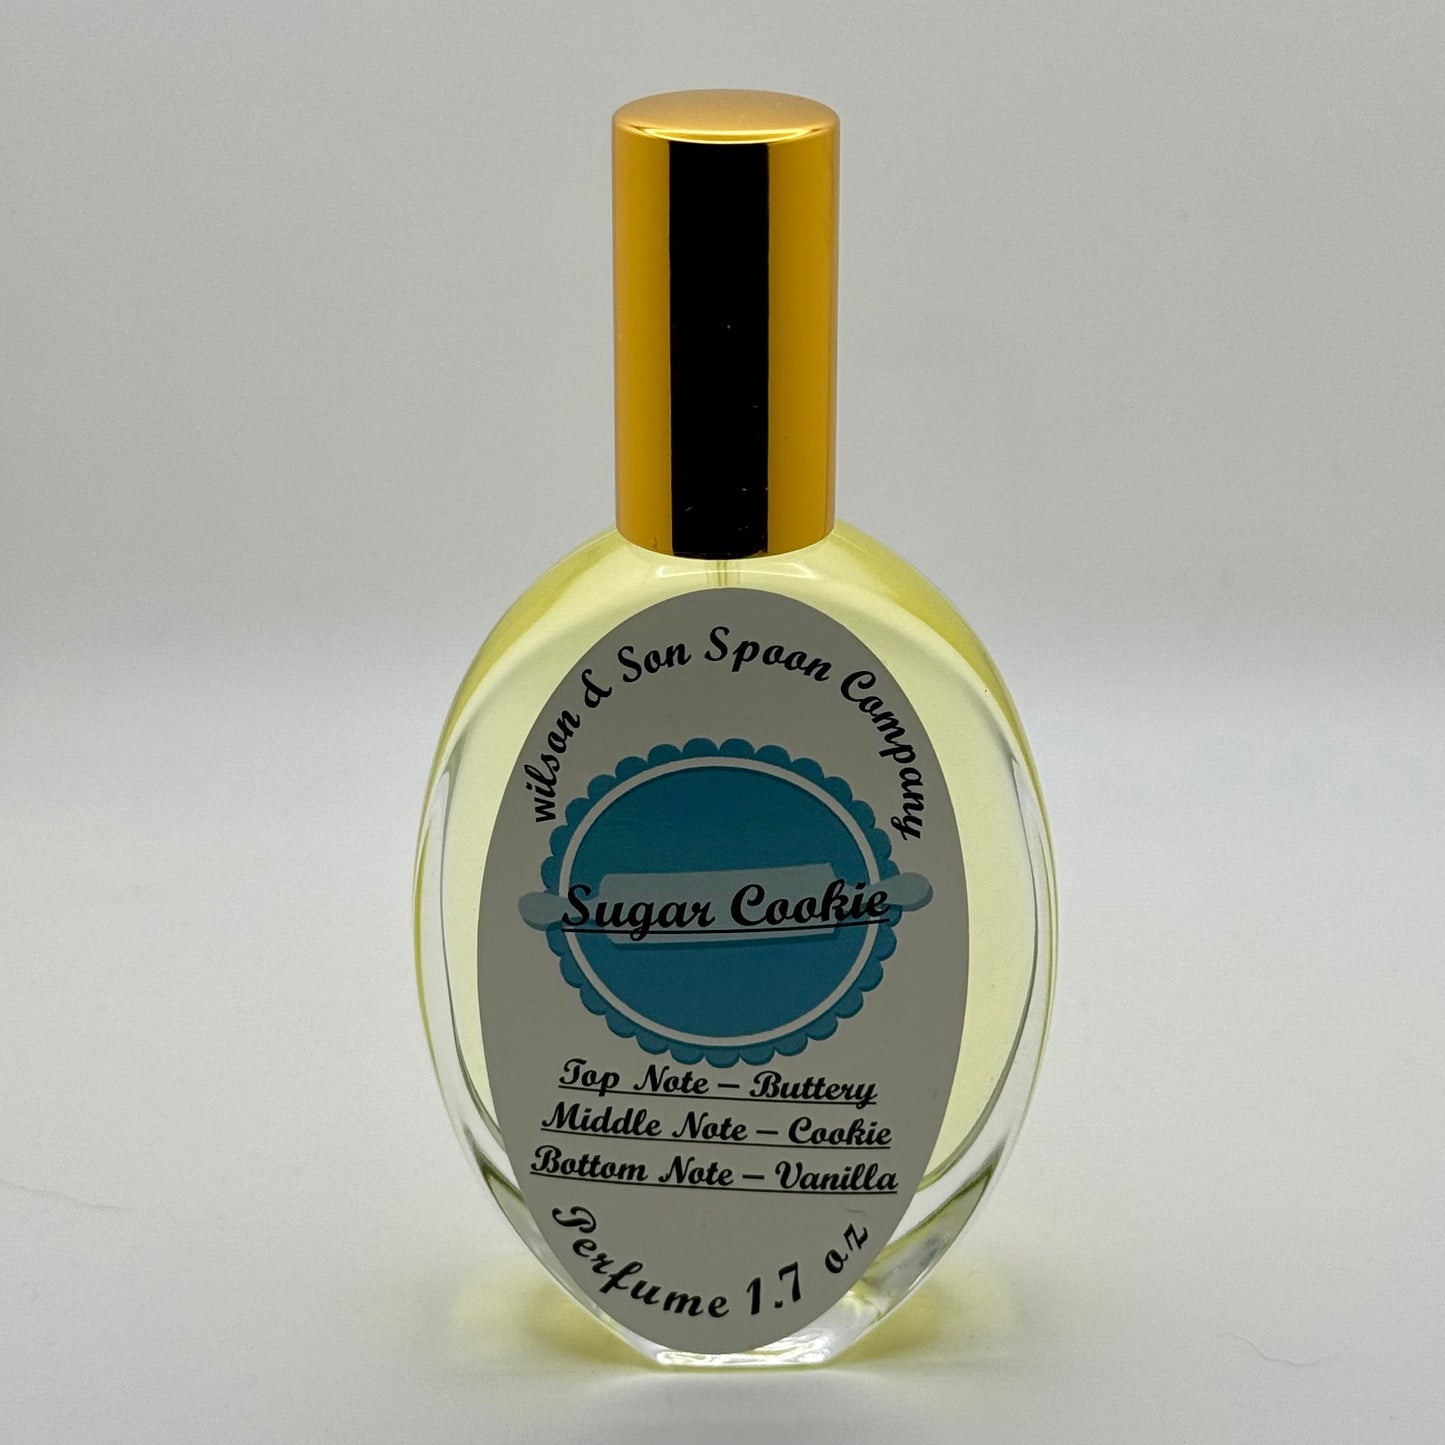 wilson & Son Spoon Company
Sugar Cookie
Top Note – Buttery
Middle Note – Cookie
Bottom Note – Vanilla
Perfume 1.7 oz